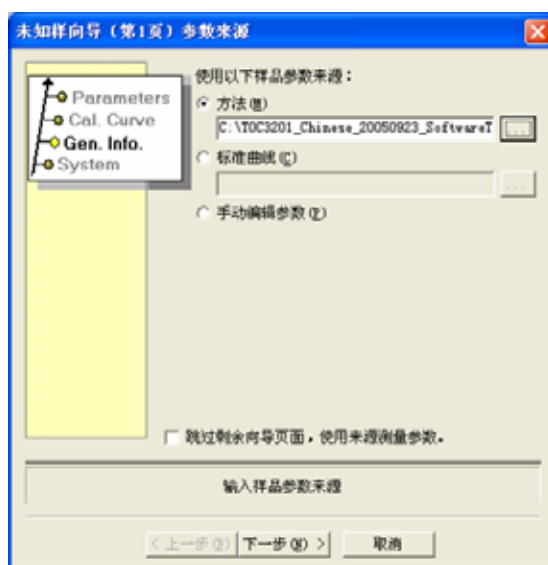 未知样向导（第1页）参数来源
使用以下样品参数来源：
Parameters
Cal. Curve
Gen. Info.
System
方法(M)
C:\TOC3201_Chinese_20050923_SoftwareT
...
标准曲线(C)
...
手动编辑参数(P)
跳过剩余向导页面，使用来源测量参数。
输入样品参数来源
< 上一步(B)
下一步(N) >
取消